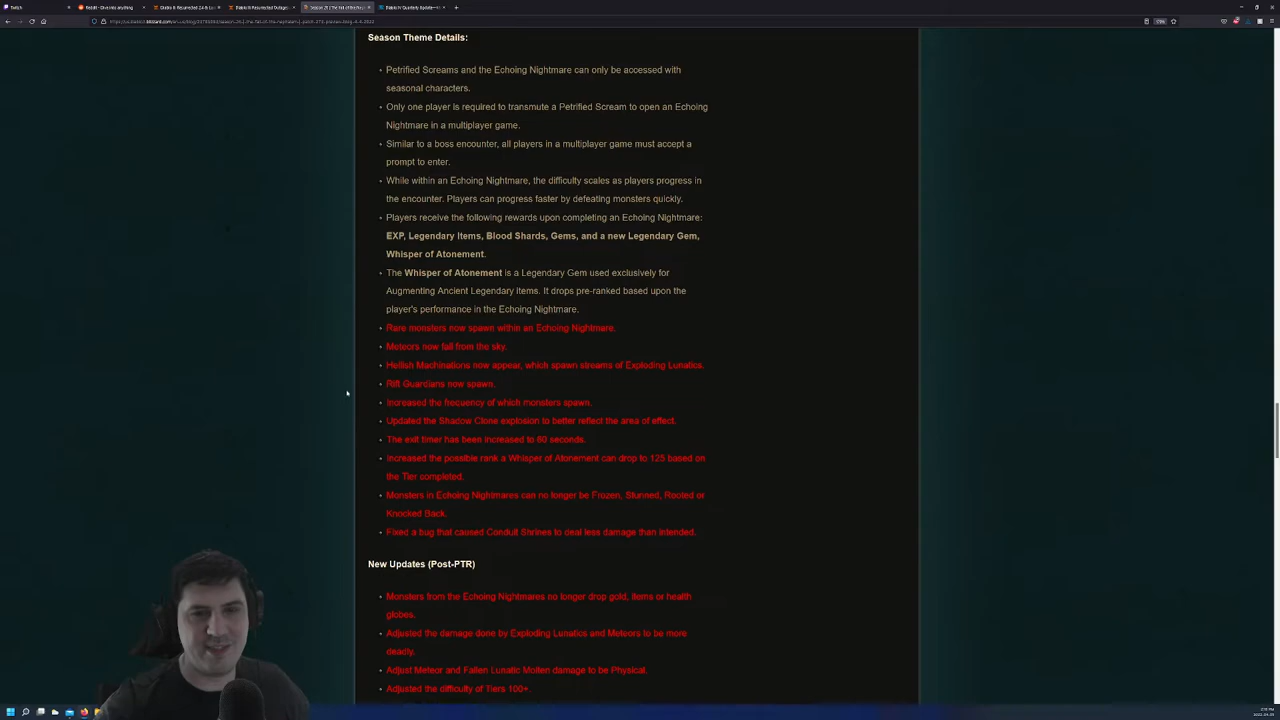 Twitch
Reddit - Dive into anything
Season Theme Details:
Petrified Screams and the Echoing Nightmare can only be accessed with
seasonal characters.
Only one player is required to transmute a Petrified Scream to open an Echoing
Nightmare in a multiplayer game.
Similar to a boss encounter, all players in a multiplayer game must accept a
prompt to enter.
While within an Echoing Nightmare, the difficulty scales as players progress in
the encounter. Players can progress faster by defeating monsters quickly.
Players receive the following rewards upon completing an Echoing Nightmare:
EXP, Legendary Items, Blood Shards, Gems, and a new Legendary Gem,
Whisper of Atonement.
The Whisper of Atonement is a Legendary Gem used exclusively for
Augmenting Ancient Legendary Items. It drops pre-ranked based upon the
player's performance in the Echoing Nightmare.
Rare monsters now spawn within an Echoing Nightmare.
Meteors now fall from the sky.
Hellish Machinations now appear, which spawn streams of Exploding Lunatics.
Rift Guardians now spawn.
Increased the frecuency of which monsters spawn.
Updated the Shadow Clone explosion to better reflect the area of effect.
The exit timer has been increased to 60 seconds.
Increased the possible rank a Whisper of Atonement can drop to 125 based on
the Tier completed.
Monsters in Echoing Nightmares can no longer be Frozen, Stunned, Rooted or
Knocked Back.
Fixed a bug that caused Conduit Shrines to deal less damage than intended.
New Updates (Post-PTR)
Monsters from the Echoing Nightmares no longer drop gold, items or health
globes.
Adjusted the damage done by Exploding Lunatics and Meteors to be more
deadly.
Adjust Meteor and Fallen Lunatic Molten damage to be Physical.
Adjusted the difficulty of Tiers 100+.